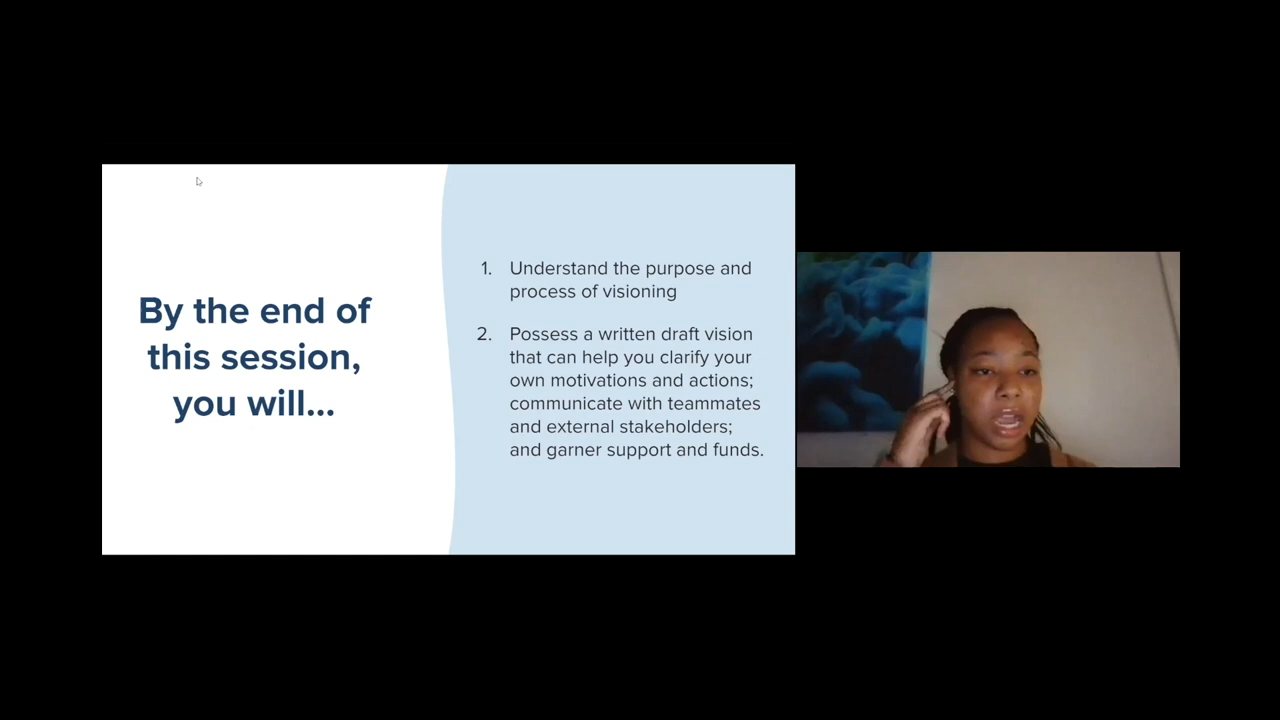 By the end of
this session,
you will...
1. Understand the purpose and
process of visioning
2. Possess a written draft vision
that can help you clarify your
own motivations and actions;
communicate with teammates
and external stakeholders;
and garner support and funds.